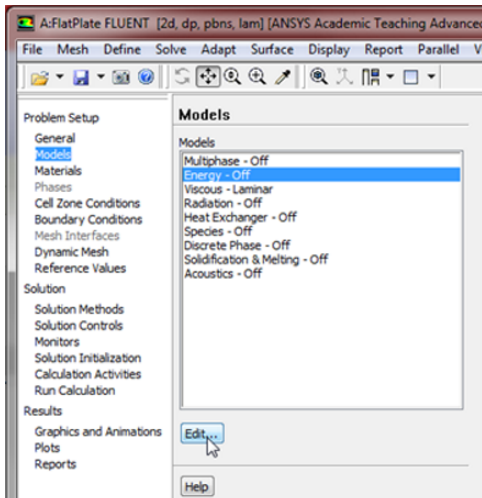 A:FlatPlate FLUENT [2d, dp, pbns, lam] [ANSYS Academic Teaching Advanced
File Mesh Define Solve Adapt Surface Display Report Parallel V
Problem Setup
General
Models
Materials
Phases
Cell Zone Conditions
Boundary Conditions
Mesh Interfaces
Dynamic Mesh
Reference Values
Solution
Solution Methods
Solution Controls
Monitors
Solution Initialization
Calculation Activities
Run Calculation
Results
Graphics and Animations
Plots
Reports
Models
Models
Multiphase - Off
Energy - Off
Viscous - Laminar
Radiation - Off
Heat Exchanger - Off
Species - Off
Discrete Phase - Off
Solidification & Melting - Off
Acoustics - Off
Edit...
Help